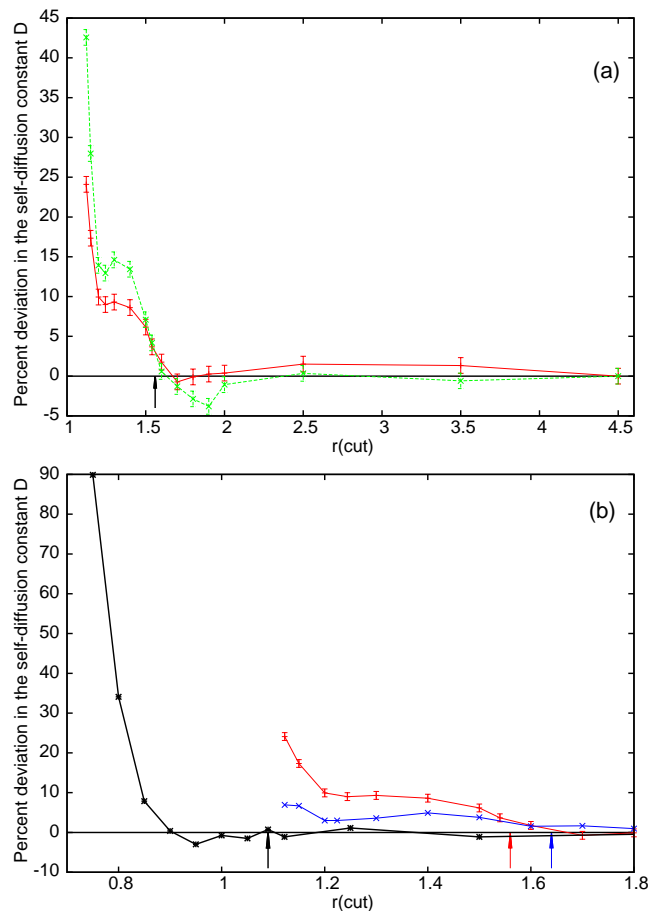 Percent deviation in the self-diffusion constant D
45
40
35
30
25
20
15
10
5
0
-5
(a)
1 1.5 2 2.5 3 3.5 4 4.5
r(cut)
Percent deviation in the self-diffusion constant D
90
80
70
60
50
40
30
20
10
0
-10
(b)
0.8 1 1.2 1.4 1.6 1.8
r(cut)